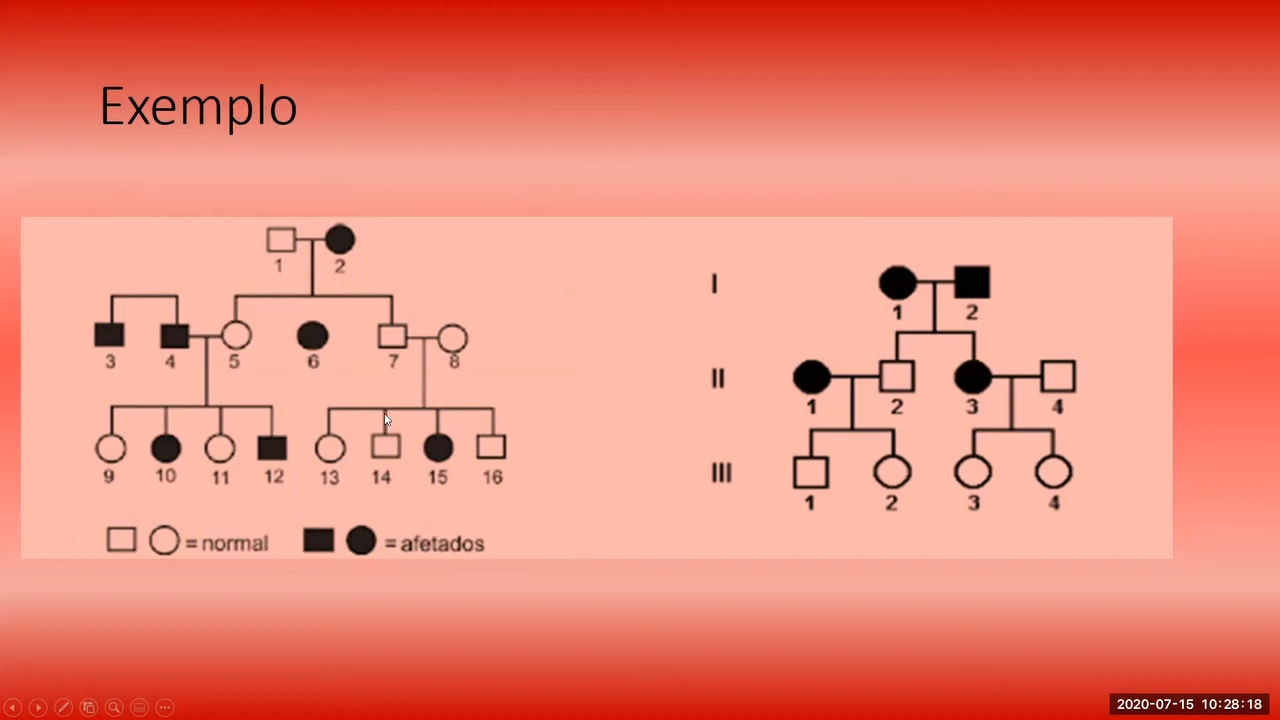 Exemplo
1 2
3 4 5 6 7 8
9 10 11 12 13 14 15 16
= normal = afetados
I
1 2
II
1 2 3 4
III
1 2 3 4
2020-07-15 10:28:18